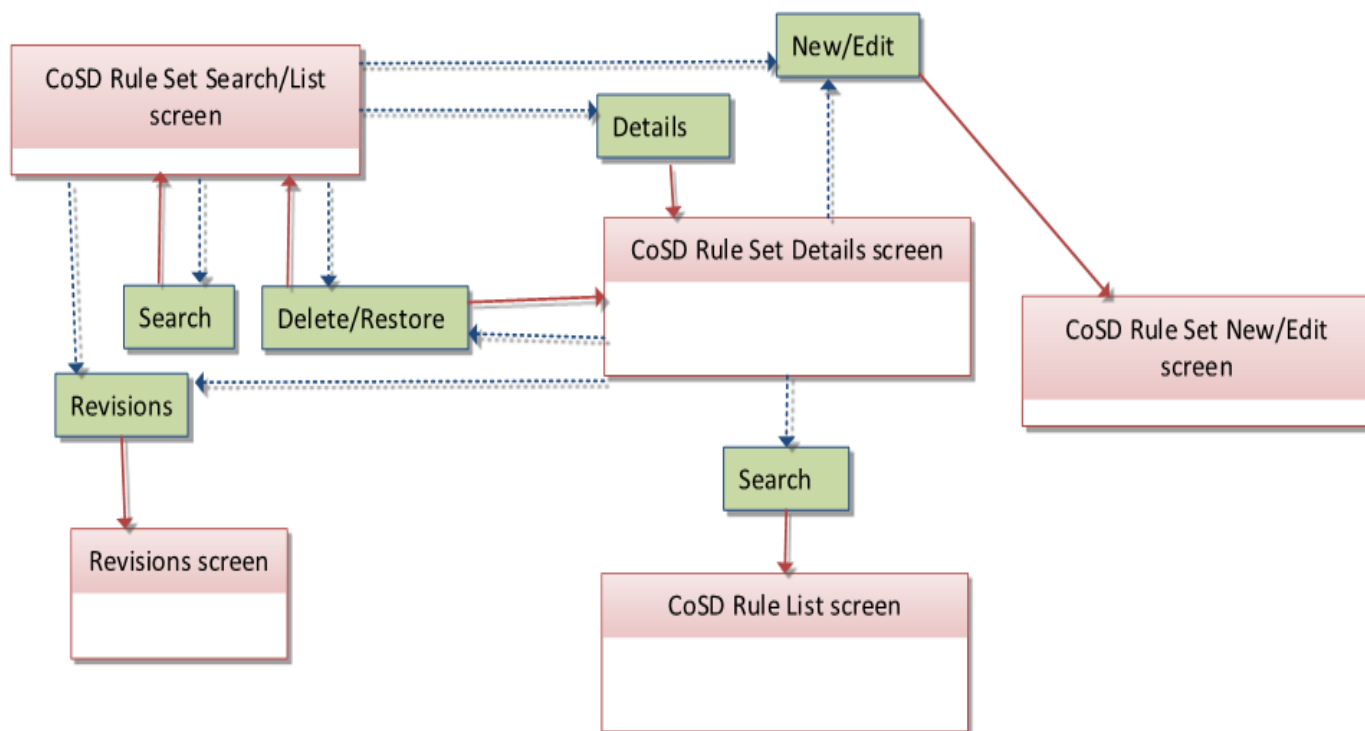 New/Edit
CoSD Rule Set Search/List
screen
Details
CoSD Rule Set Details screen
Search
Delete/Restore
CoSD Rule Set New/Edit
screen
Revisions
Search
Revisions screen
CoSD Rule List screen